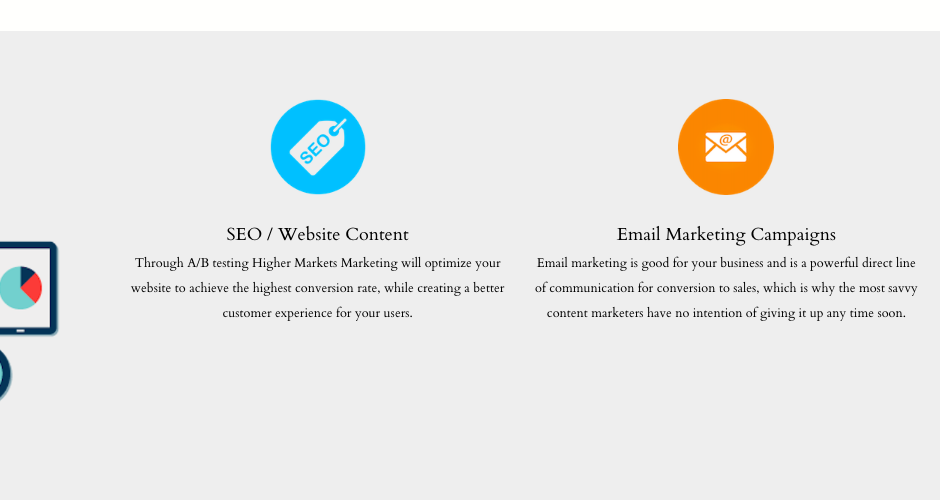 SEO
@
SEO / Website Content
Through A/B testing Higher Markets Marketing will optimize your
website to achieve the highest conversion rate, while creating a better
customer experience for your users.
Email Marketing Campaigns
Email marketing is good for your business and is a powerful direct line
of communication for conversion to sales, which is why the most savvy
content marketers have no intention of giving it up any time soon.